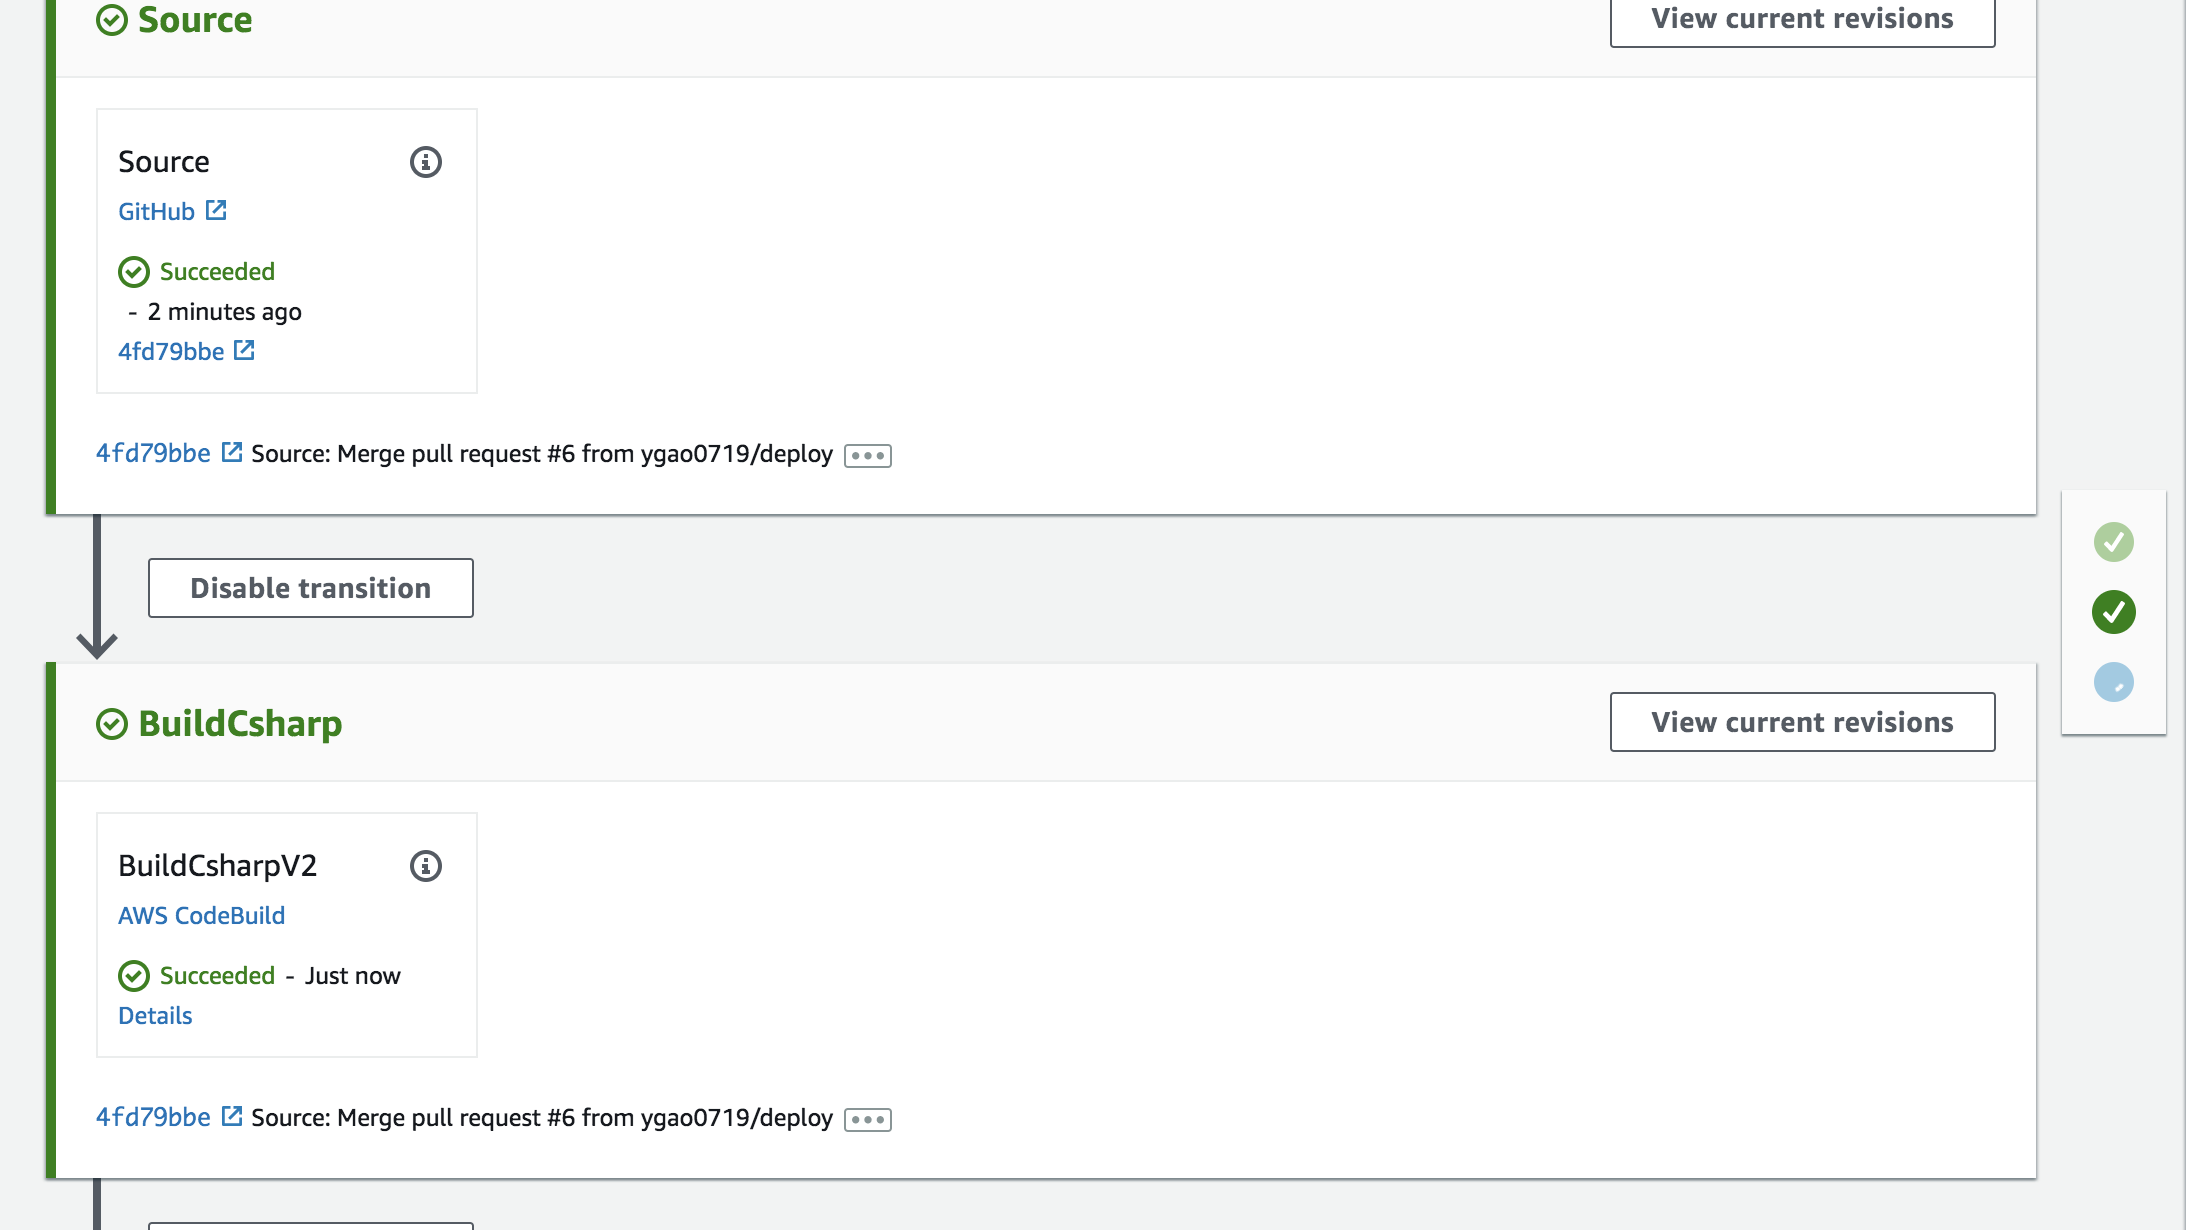 Source
View current revisions
Source
GitHub
Succeeded
- 2 minutes ago
4fd79bbe
4fd79bbe Source: Merge pull request #6 from ygao0719/deploy
Disable transition
BuildCsharp
View current revisions
BuildCsharpV2
AWS CodeBuild
Succeeded - Just now
Details
4fd79bbe Source: Merge pull request #6 from ygao0719/deploy